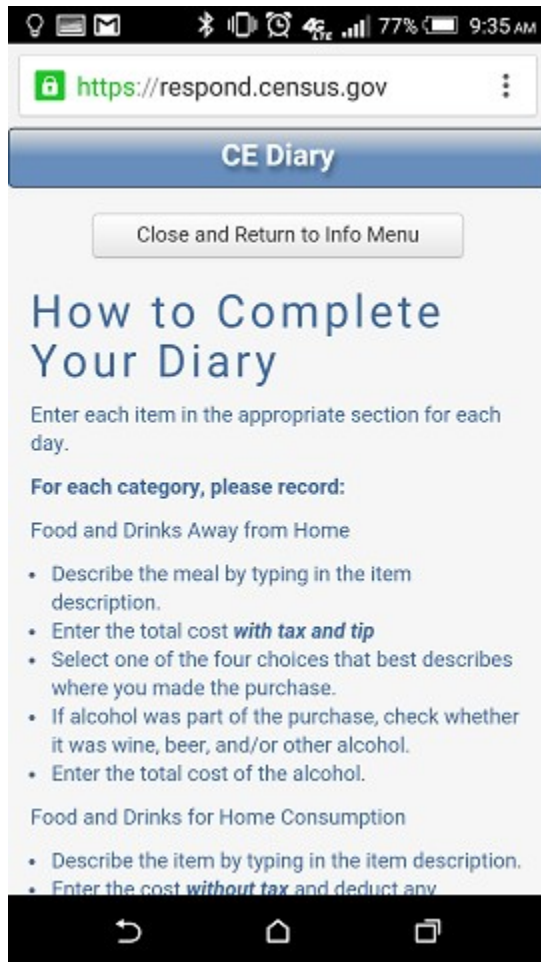 4G LTE 77% 9:35 AM
https://respond.census.gov
CE Diary
Close and Return to Info Menu
How to Complete
Your Diary
Enter each item in the appropriate section for each
day.
For each category, please record:
Food and Drinks Away from Home
• Describe the meal by typing in the item
description.
• Enter the total cost with tax and tip
• Select one of the four choices that best describes
where you made the purchase.
• If alcohol was part of the purchase, check whether
it was wine, beer, and/or other alcohol.
• Enter the total cost of the alcohol.
Food and Drinks for Home Consumption
• Describe the item by typing in the item description.
• Enter the cost without tax and deduct any